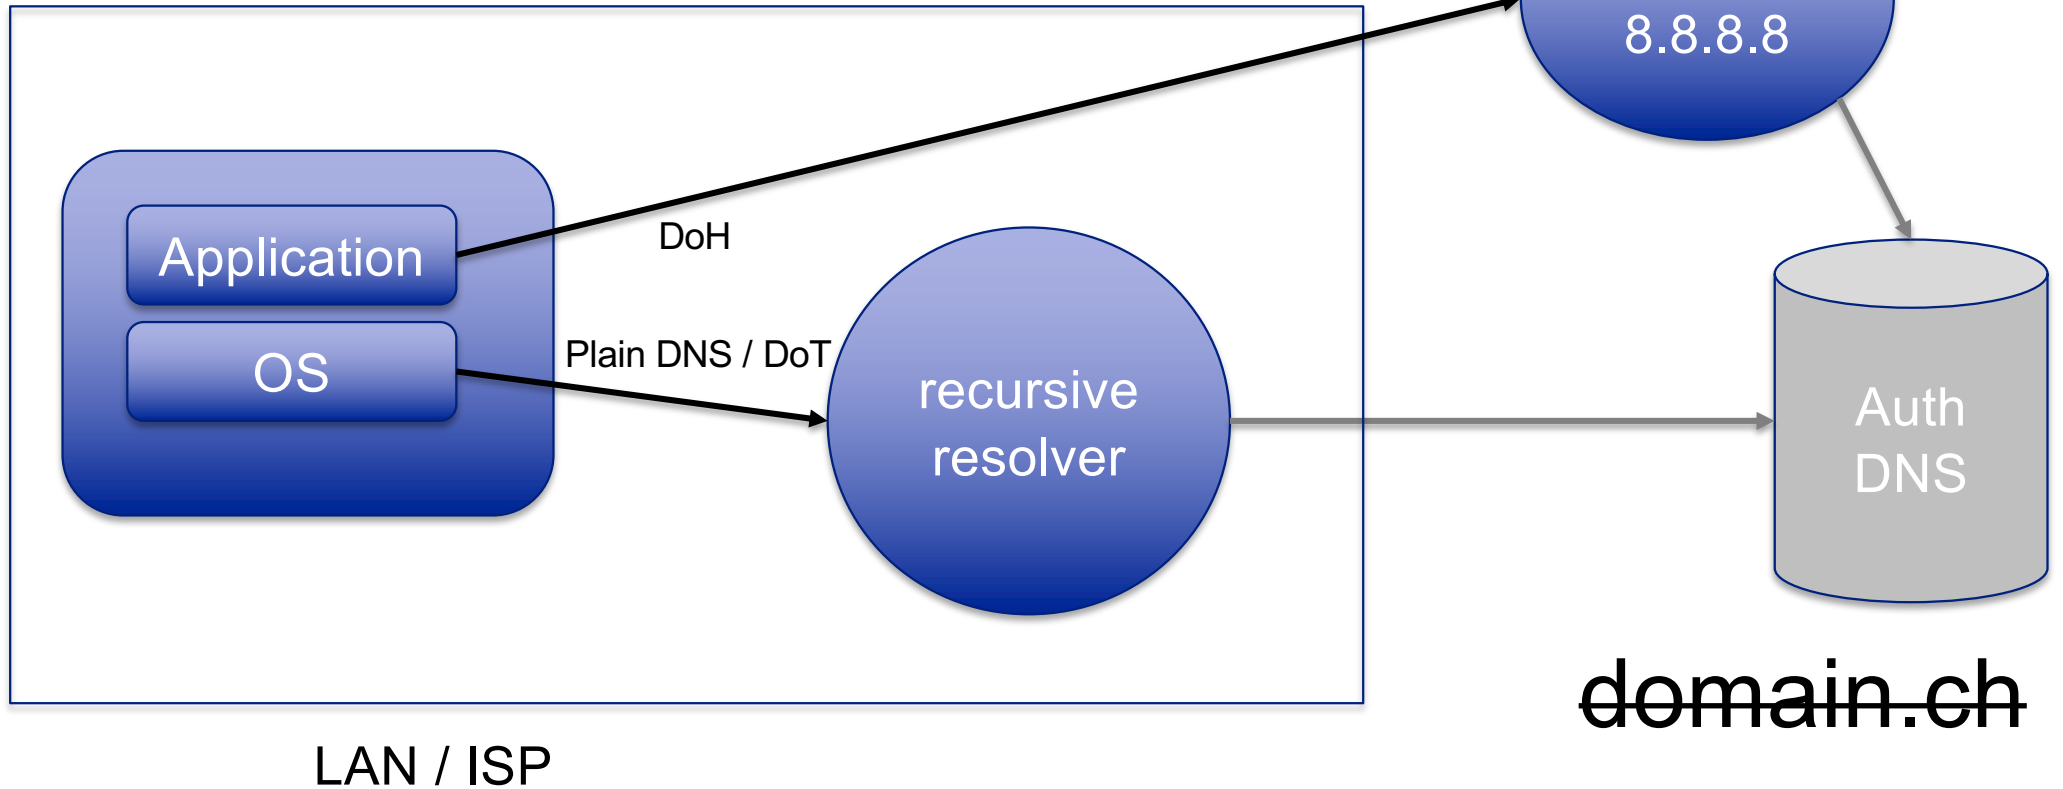 8.8.8.8
Application
DoH
OS
Plain DNS / DoT
recursive
resolver
Auth
DNS
domain.ch
LAN / ISP